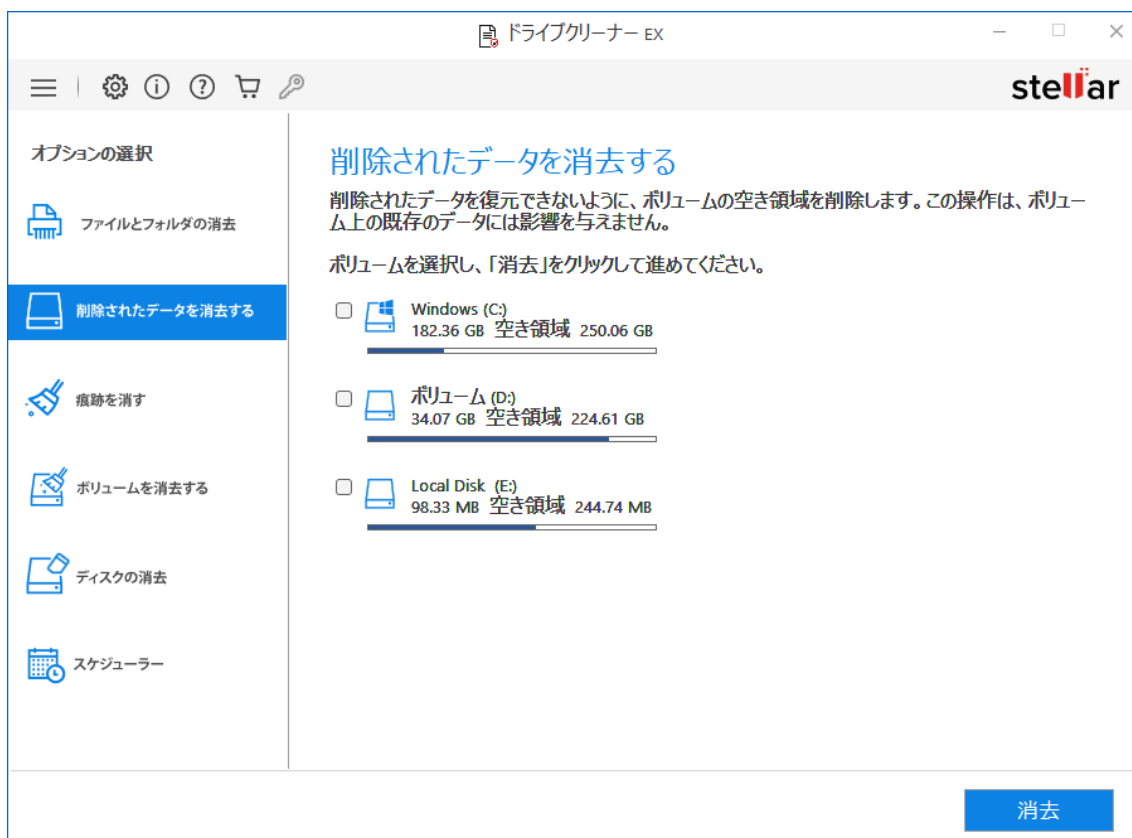 ドライブクリーナー EX
stellar
オプションの選択
ファイルとフォルダの消去
削除されたデータを消去する
痕跡を消す
ボリュームを消去する
ディスクの消去
スケジューラー
削除されたデータを消去する
削除されたデータを復元できないように、ボリュームの空き領域を削除します。この操作は、ボリュー
ム上の既存のデータには影響を与えません。
ボリュームを選択し、「消去」をクリックして進めてください。
Windows (C:)
182.36 GB 空き領域 250.06 GB
ボリューム (D:)
34.07 GB 空き領域 224.61 GB
Local Disk (E:)
98.33 MB 空き領域 244.74 MB
消去